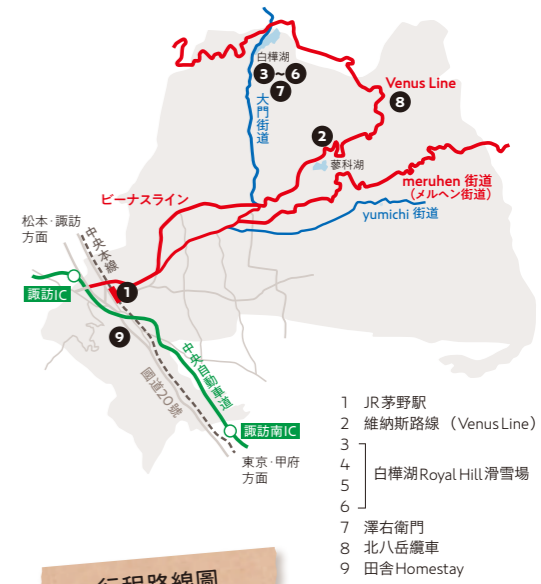 白樺湖
3~6
7
Venus Line
8
大門街道
2
蓼科湖
meruhen 街道
(メルヘン街道)
yumichi 街道
ビーナスライン
松本·諏訪
方面
中央本線
諏訪IC
1
9
中央自動車道
國道20號
諏訪南IC
東京·甲府
方面
1 JR茅野駅
2 維納斯路線 (Venus Line)
3
4
5
6
白樺湖Royal Hill滑雪場
7 澤右衛門
8 北八岳纜車
9 田舎Homestay
行程路線圖